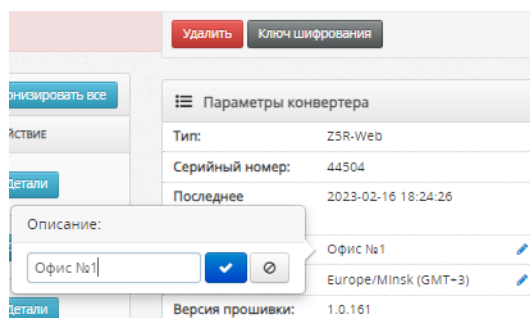 Удалить Ключ шифрования
онизировать все
Параметры конвертера
йствие
Тип: Z5R-Web
Серийный номер: 44504
Детали
Последнее 2023-02-16 18:24:26
Описание:
Офис №1
Офис №1
Europe/Minsk (GMT+3)
Детали
Версия прошивки: 1.0.161